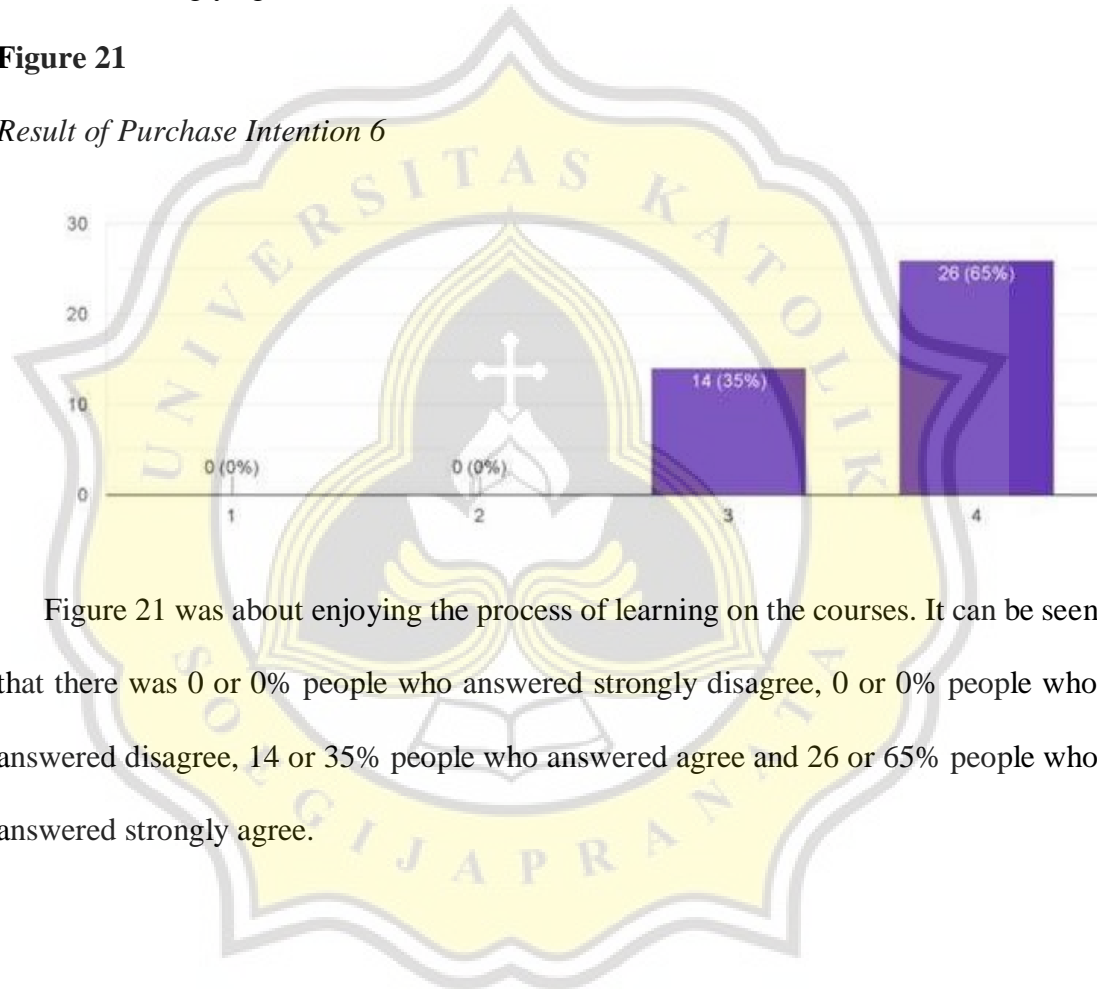 Figure 21
Result of Purchase Intention 6
UNIVERSITAS KATOLIK
30
26 (65%)
20
14 (35%)
10
0 (0%)
0 (0%)
0
1
2
3
4
Figure 21 was about enjoying the process of learning on the courses. It can be seen
that there was 0 or 0% people who answered strongly disagree, 0 or 0% people who
answered disagree, 14 or 35% people who answered agree and 26 or 65% people who
answered strongly agree.
SOEGIJAPRANATA